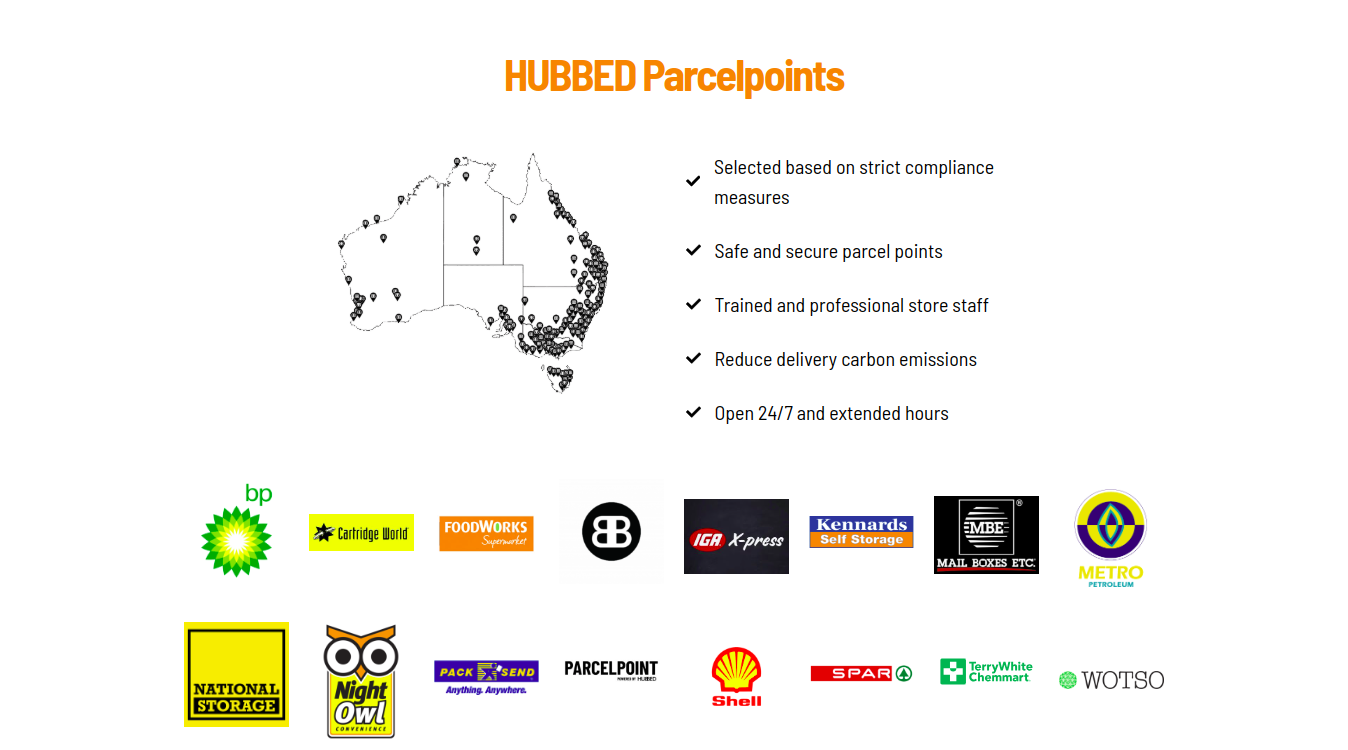 HUBBED Parcelpoints
Selected based on strict compliance
measures
Safe and secure parcel points
Trained and professional store staff
Reduce delivery carbon emissions
Open 24/7 and extended hours
bp
Cartridge World
FOODWORKS
Supermarket
BB
IGA X-press
Kennards
Self Storage
MBE ®
MAIL BOXES ETC.
METRO
PETROLEUM
NATIONAL
STORAGE
Night
Owl
CONVENIENCE
PACK SEND
Anything. Anywhere.
PARCELPOINT
POWERED BY HUBBED
Shell
SPAR
TerryWhite
Chemmart
WOTSO